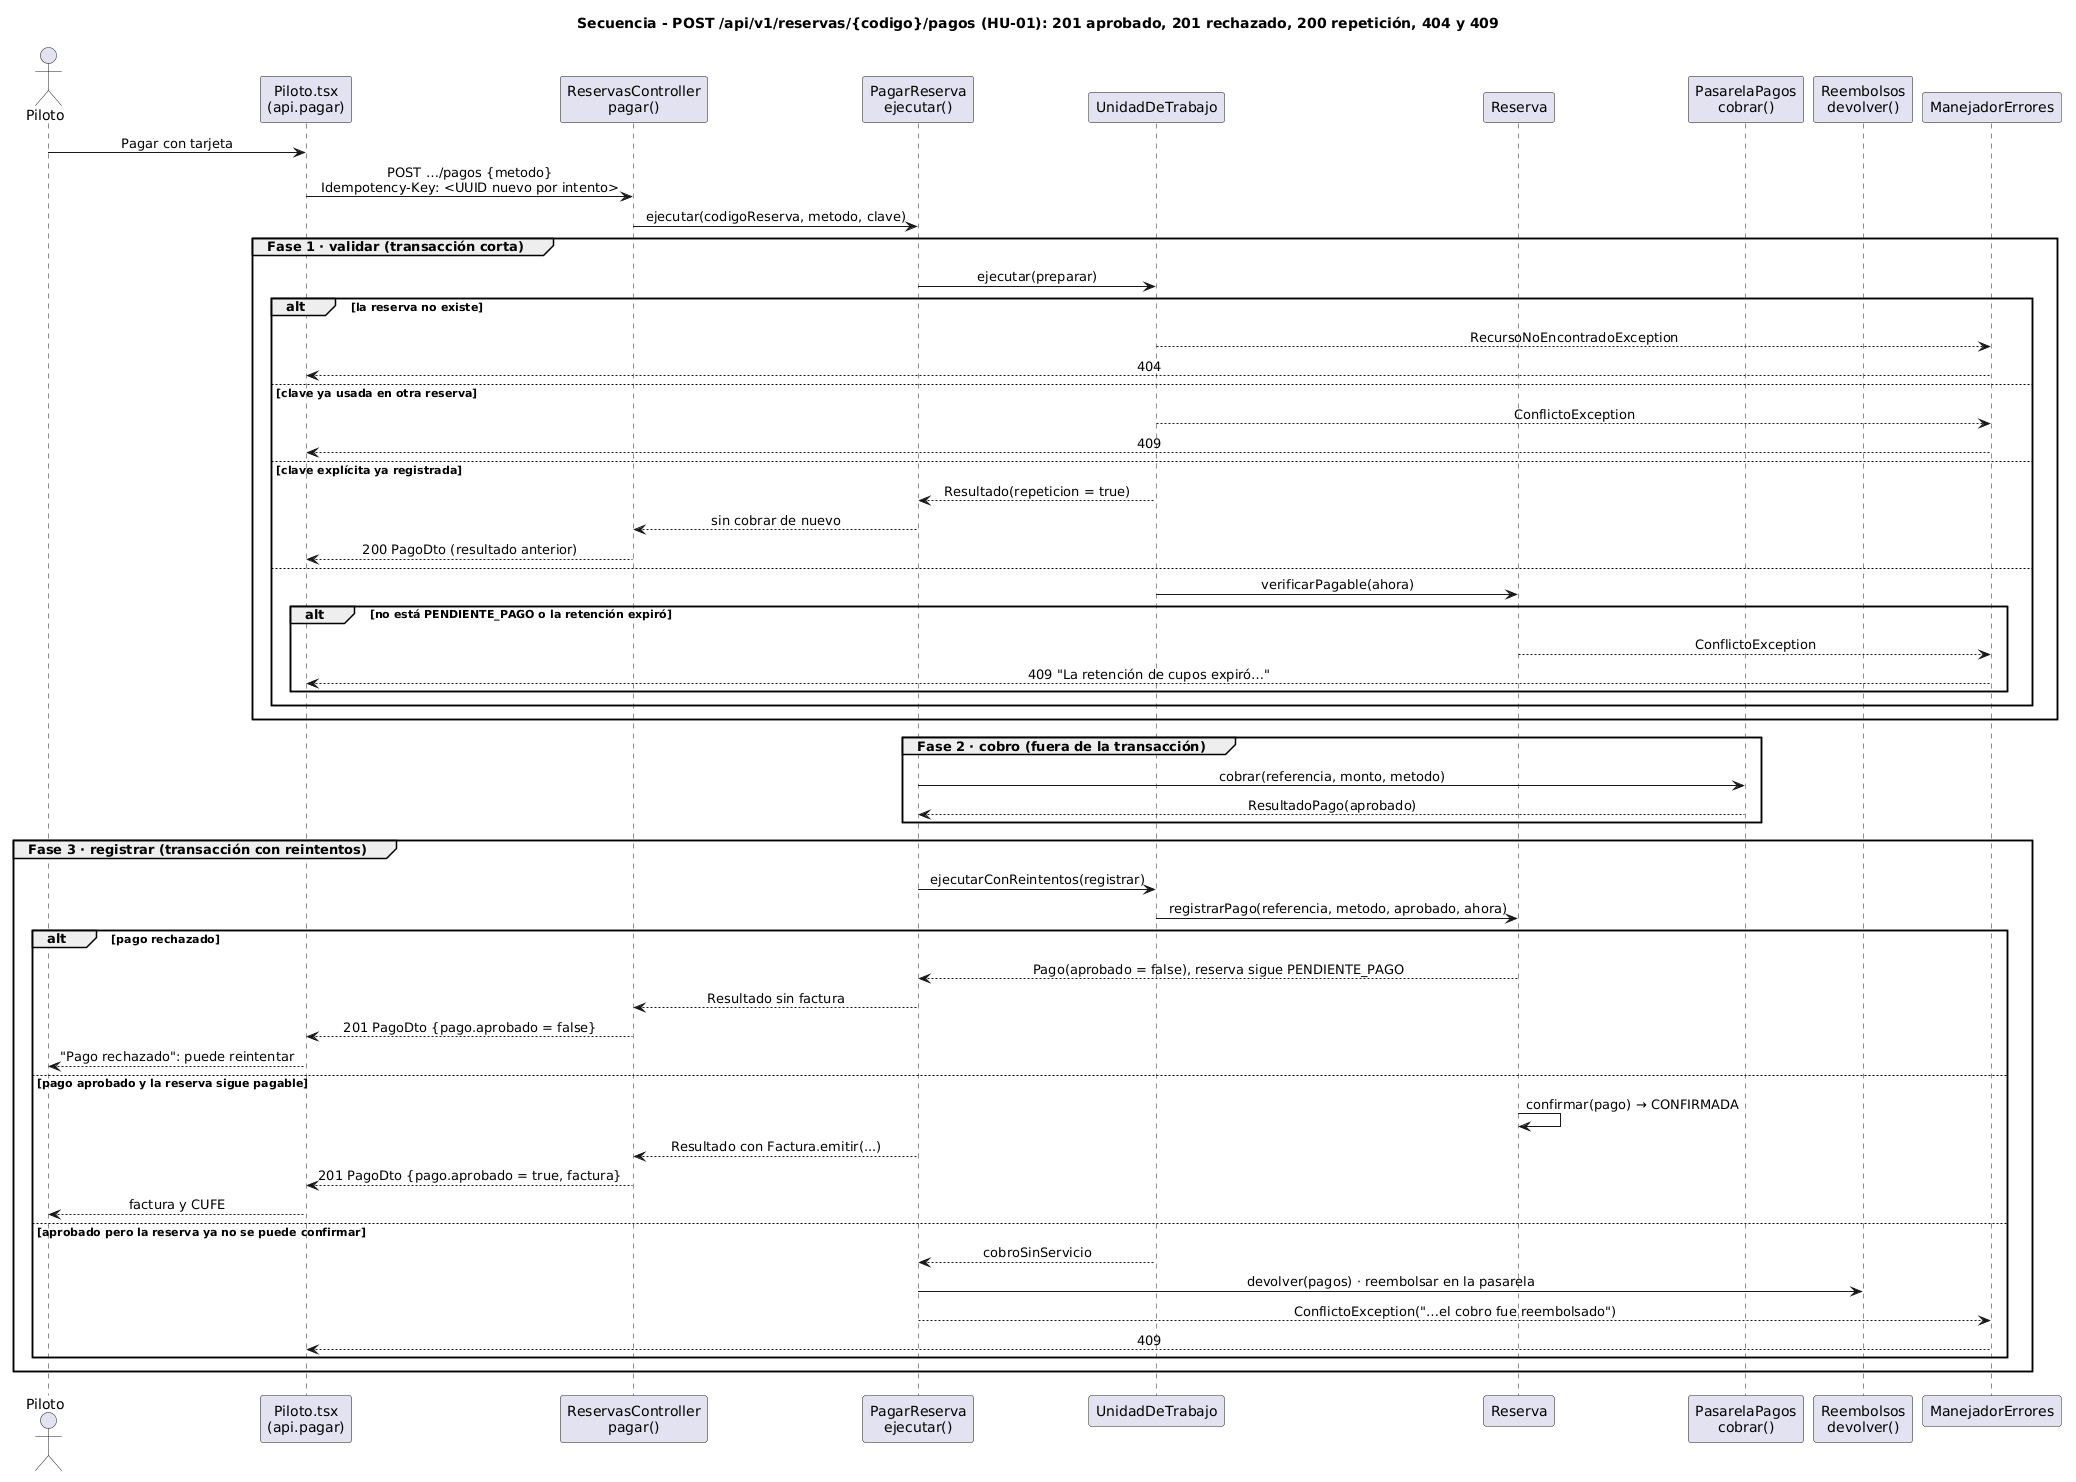 Secuencia - POST /api/v1/reservas/{codigo}/pagos (HU-01): 201 aprobado, 201 rechazado, 200 repetición, 404 y 409
Piloto
Piloto.tsx
(api.pagar)
ReservasController
pagar()
PagarReserva
ejecutar()
UnidadDeTrabajo
Reserva
PasarelaPagos
cobrar()
Reembolsos
devolver()
ManejadorErrores
Pagar con tarjeta
POST .../pagos {metodo}
Idempotency-Key: <UUID nuevo por intento>
ejecutar(codigoReserva, metodo, clave)
Fase 1 · validar (transacción corta)
ejecutar(preparar)
alt [la reserva no existe]
RecursoNoEncontradoException
404
[clave ya usada en otra reserva]
ConflictoException
409
[clave explícita ya registrada]
Resultado(repeticion = true)
sin cobrar de nuevo
200 PagoDto (resultado anterior)
verificarPagable(ahora)
alt [no está PENDIENTE_PAGO o la retención expiró]
ConflictoException
409 "La retención de cupos expiró..."
Fase 2 · cobro (fuera de la transacción)
cobrar(referencia, monto, metodo)
ResultadoPago(aprobado)
Fase 3 · registrar (transacción con reintentos)
ejecutarConReintentos(registrar)
registrarPago(referencia, metodo, aprobado, ahora)
alt [pago rechazado]
Pago(aprobado = false), reserva sigue PENDIENTE_PAGO
Resultado sin factura
201 PagoDto {pago.aprobado = false}
"Pago rechazado": puede reintentar
[pago aprobado y la reserva sigue pagable]
confirmar(pago) → CONFIRMADA
Resultado con Factura.emitir(...)
201 PagoDto {pago.aprobado = true, factura}
factura y CUFE
[aprobado pero la reserva ya no se puede confirmar]
cobroSinServicio
devolver(pagos) · reembolsar en la pasarela
ConflictoException("...el cobro fue reembolsado")
409
Piloto
Piloto.tsx
(api.pagar)
ReservasController
pagar()
PagarReserva
ejecutar()
UnidadDeTrabajo
Reserva
PasarelaPagos
cobrar()
Reembolsos
devolver()
ManejadorErrores